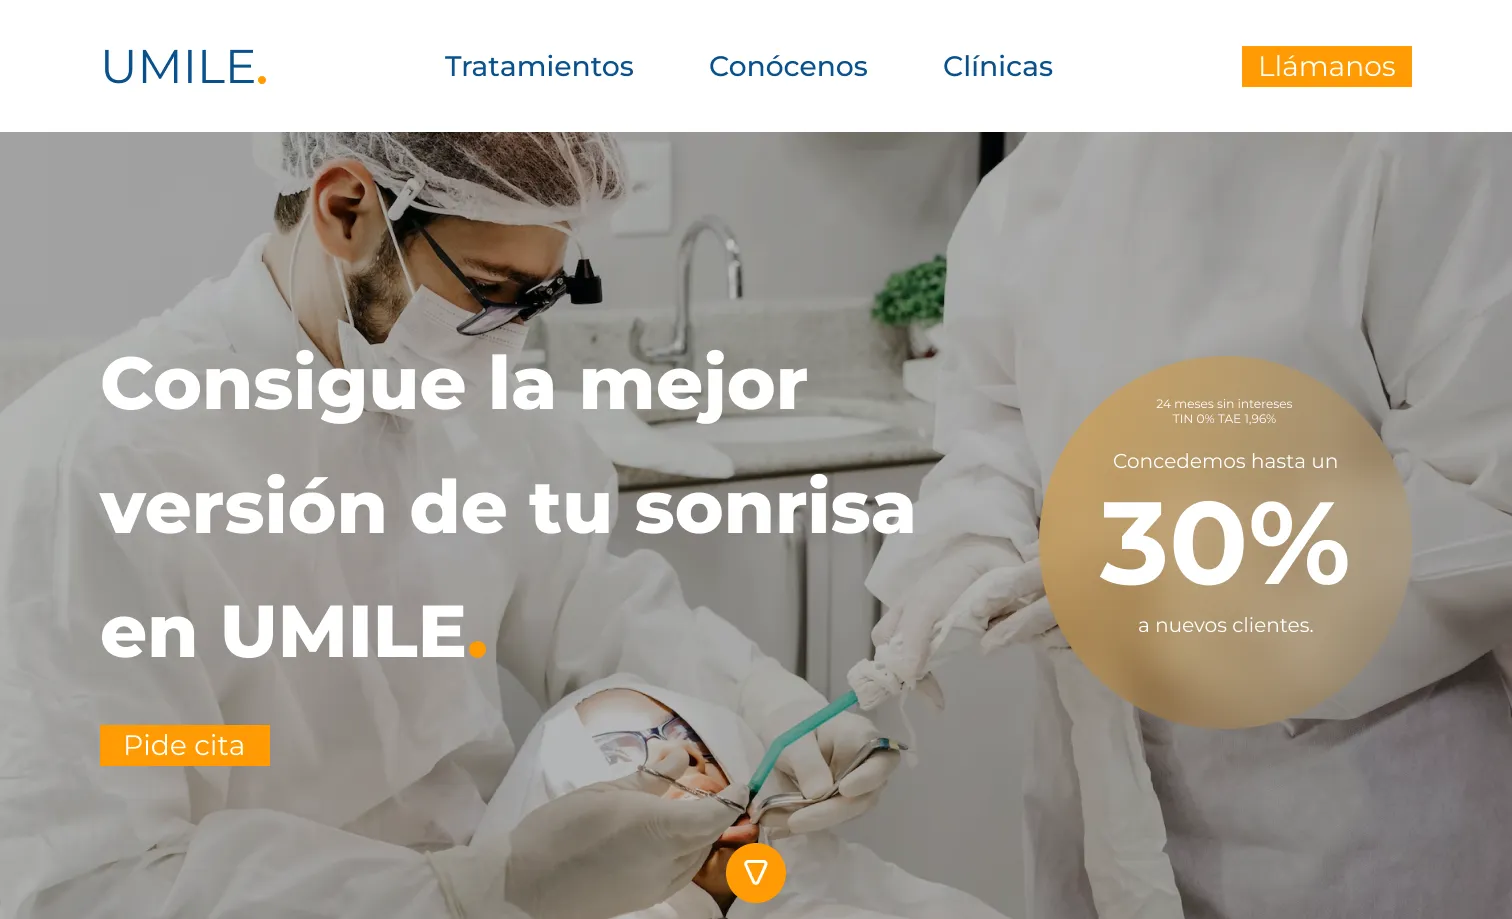 UMILE.
Tratamientos
Conócenos
Clínicas
Llámanos
Consigue la mejor
versión de tu sonrisa
en UMILE.
Pide cita
24 meses sin intereses
TIN 0% TAE 1,96%
Concedemos hasta un
30%
a nuevos clientes.